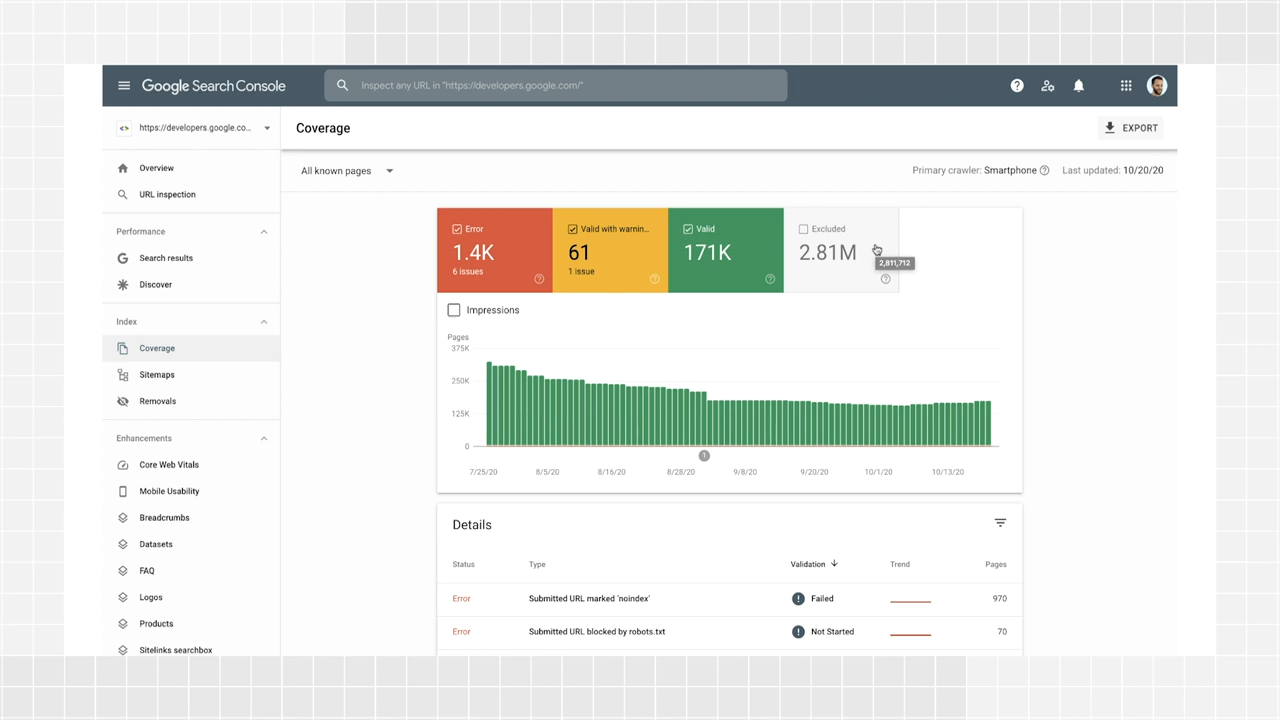 Google Search Console
Inspect any URL in "https://developers.google.com/"
https://developers.google.co...
Coverage
EXPORT
Overview
URL inspection
Performance
Search results
Discover
Index
Coverage
Sitemaps
Removals
Enhancements
Core Web Vitals
Mobile Usability
Breadcrumbs
Datasets
FAQ
Logos
Products
Sitelinks searchbox
All known pages
Primary crawler: Smartphone
Last updated: 10/20/20
Error
1.4K
6 issues
Valid with warnin...
61
1 issue
Valid
171K
Excluded
2.81M
2,811,712
Impressions
Pages
375K
250K
125K
0
1
7/25/20 8/5/20 8/16/20 8/28/20 9/8/20 9/20/20 10/1/20 10/13/20
Details
Status Type Validation Trend Pages
Error Submitted URL marked 'noindex' Failed 970
Error Submitted URL blocked by robots.txt Not Started 70